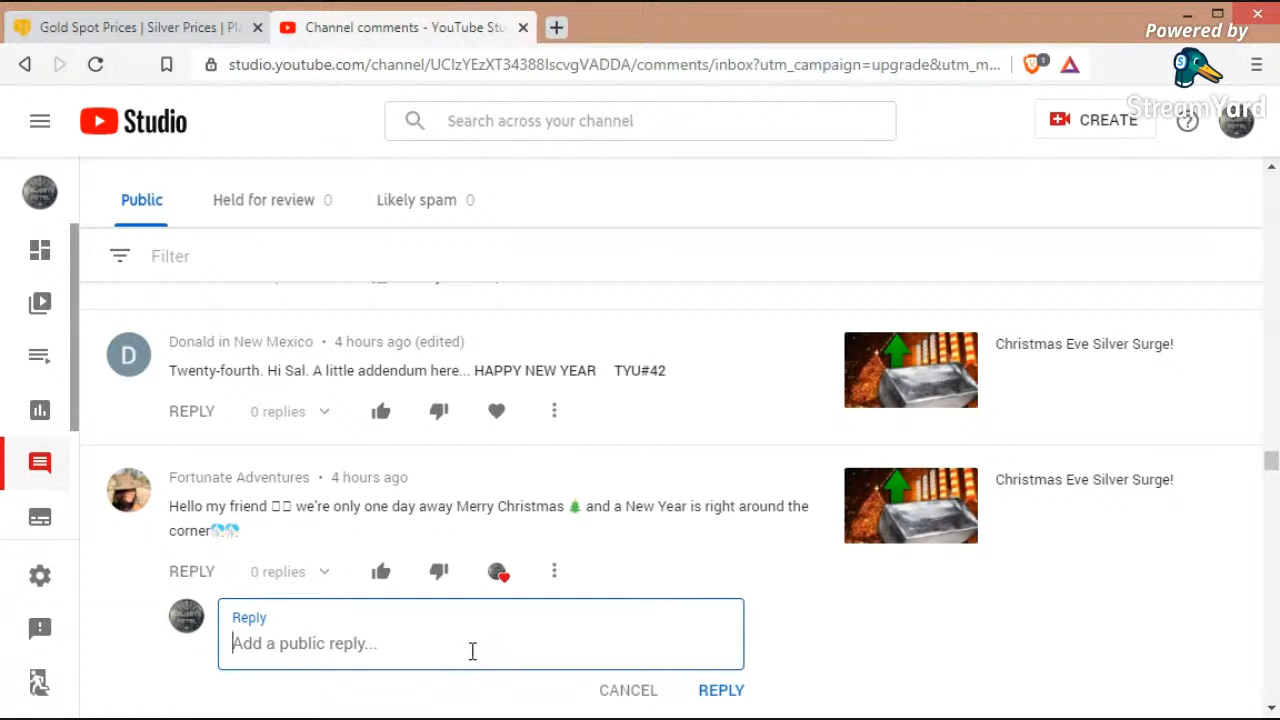 Gold Spot Prices | Silver Prices | Pla
Channel comments - YouTube Stu
Powered by
studio.youtube.com/channel/UCIzYEzXT34388IscvgVADDA/comments/inbox?utm_campaign=upgrade&utm_m...
1
StreamYard
Studio
Search across your channel
CREATE
Public
Held for review 0
Likely spam 0
Filter
Donald in New Mexico • 4 hours ago (edited)
Twenty-fourth. Hi Sal. A little addendum here... HAPPY NEW YEAR TYU#42
REPLY
0 replies
Christmas Eve Silver Surge!
D
Fortunate Adventures • 4 hours ago
Hello my friend we're only one day away Merry Christmas 🎄 and a New Year is right around the
corner
REPLY
0 replies
Christmas Eve Silver Surge!
Reply
Add a public reply...
CANCEL
REPLY